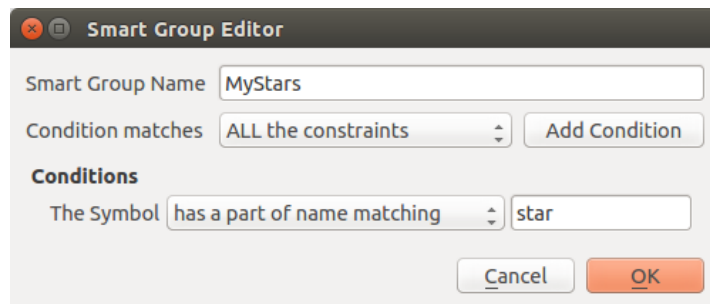 Smart Group Editor
Smart Group Name MyStars
Condition matches ALL the constraints Add Condition
Conditions
The Symbol has a part of name matching star
Cancel OK